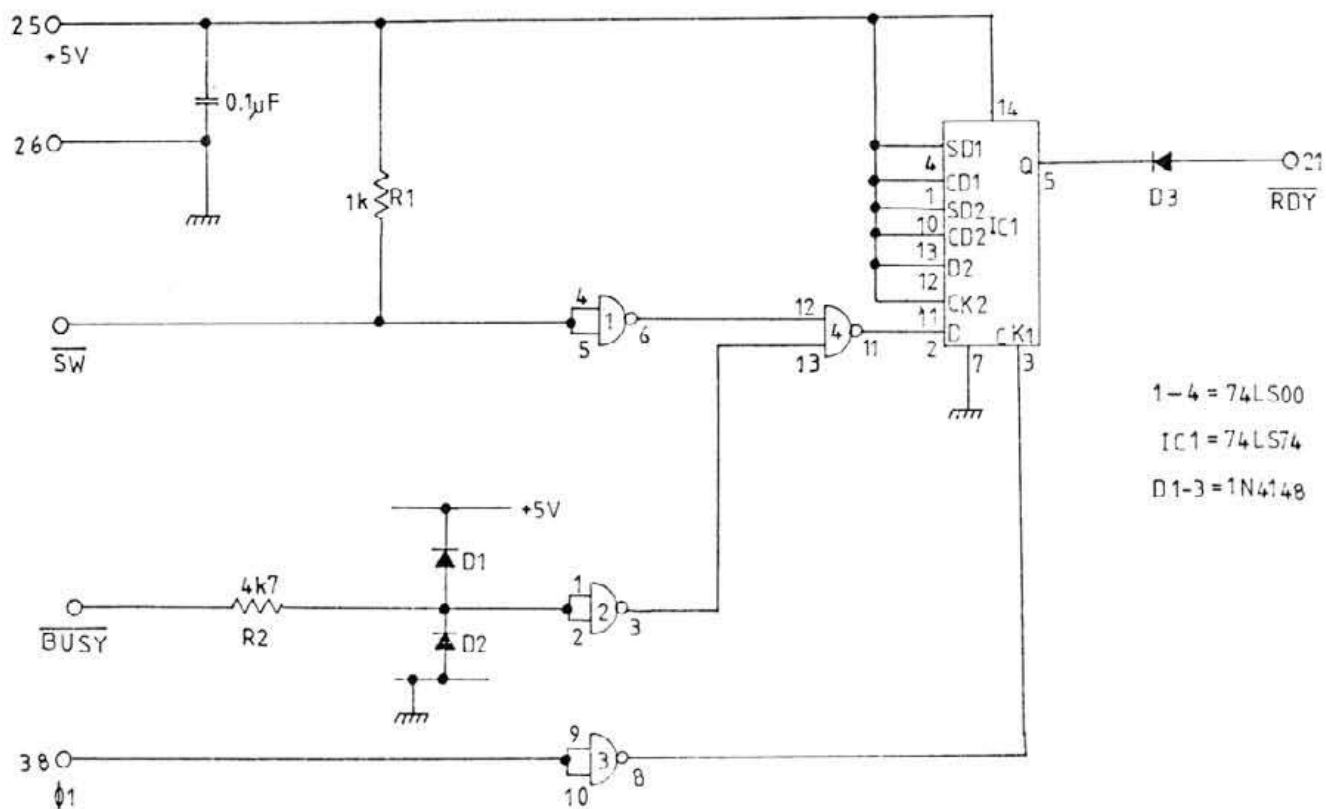 25
+5V
0.1µF
26
1k R1
14
SD1
4
CD1
1
SD2
10
IC1
CD2
13
D2
12
CK2
11
D
2
CK1
7
3
Q
5
D3
21
RDY
SW
4
5
1
6
12
13
4
11
1-4 = 74LS00
IC1 = 74LS74
D1-3 = 1N4148
+5V
D1
4k7
R2
BUSY
D2
1
2
2
3
38
ϕ1
9
10
3
8